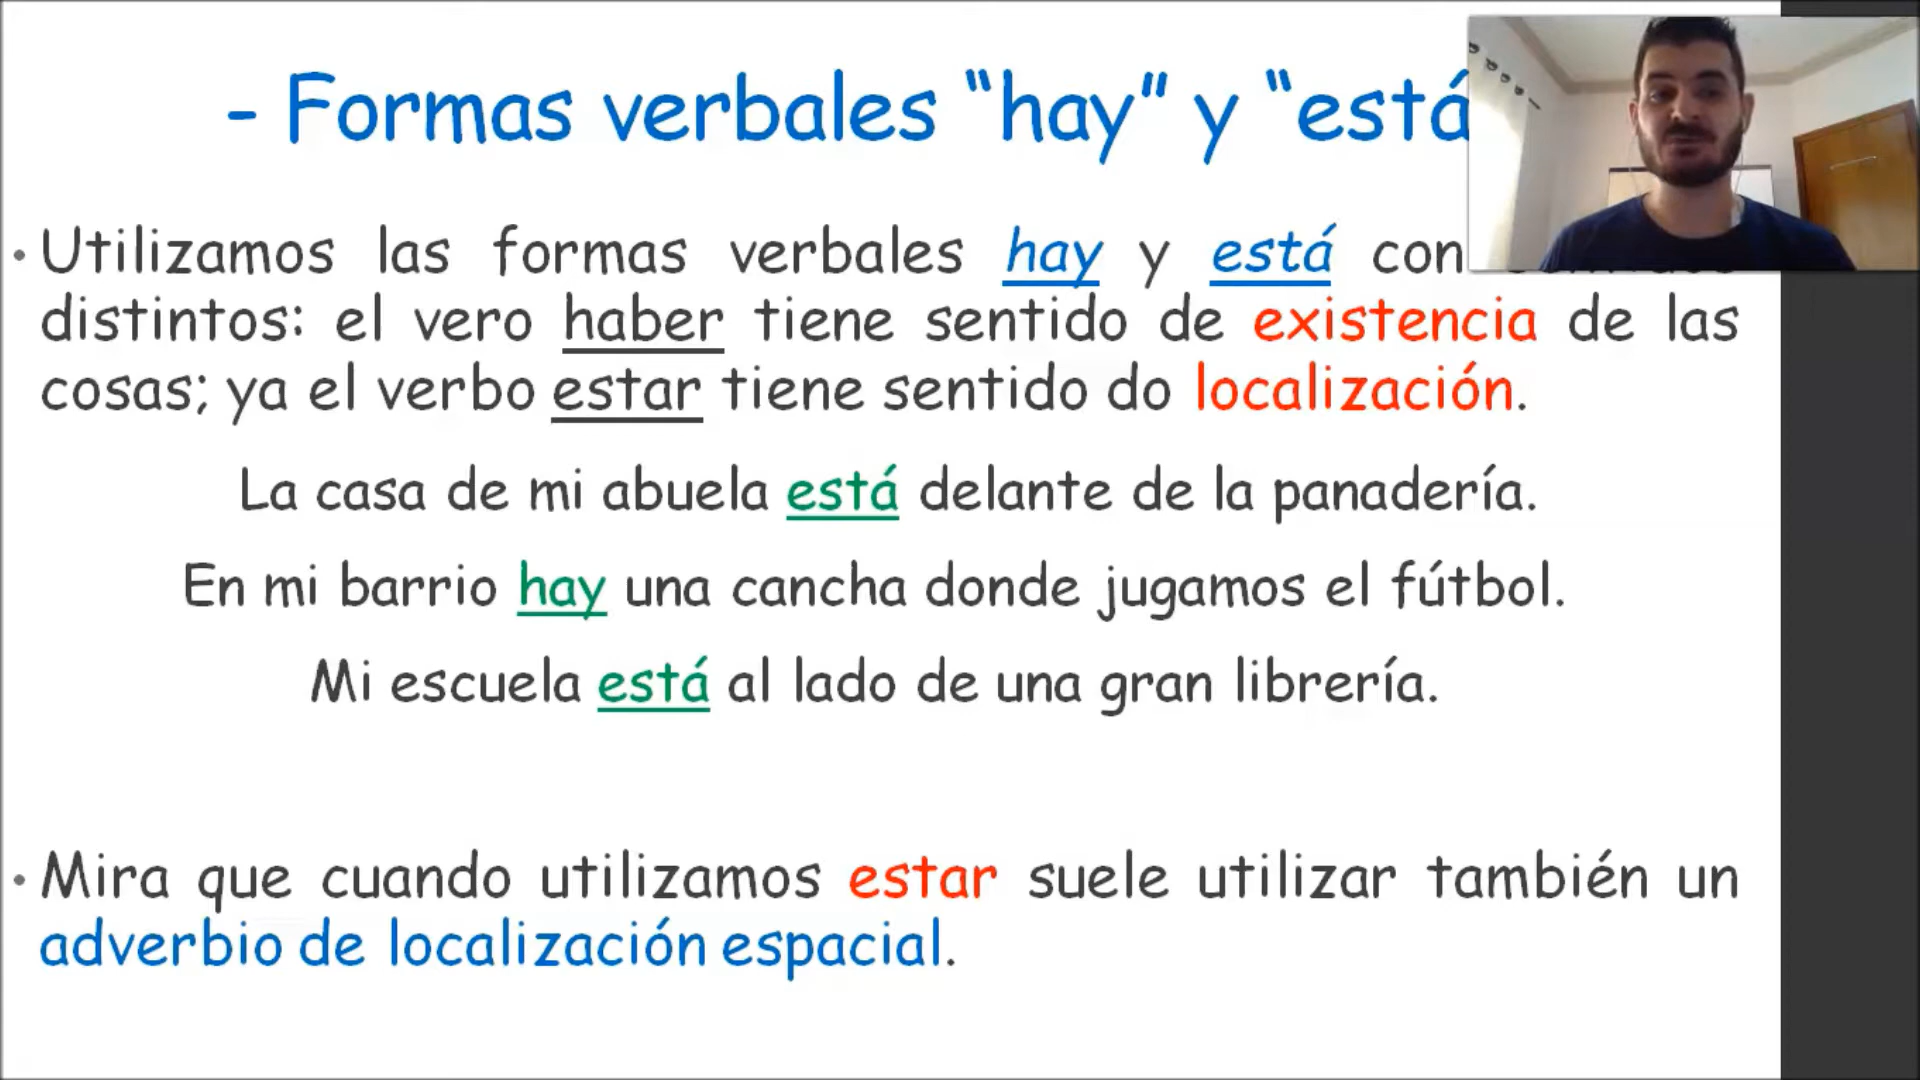 - Formas verbales “hay” y “está
• Utilizamos las formas verbales hay y está con
distintos: el vero haber tiene sentido de existencia de las
cosas; ya el verbo estar tiene sentido do localización.
La casa de mi abuela está delante de la panadería.
En mi barrio hay una cancha donde jugamos el fútbol.
Mi escuela está al lado de una gran librería.
• Mira que cuando utilizamos estar suele utilizar también un
adverbio de localización espacial.